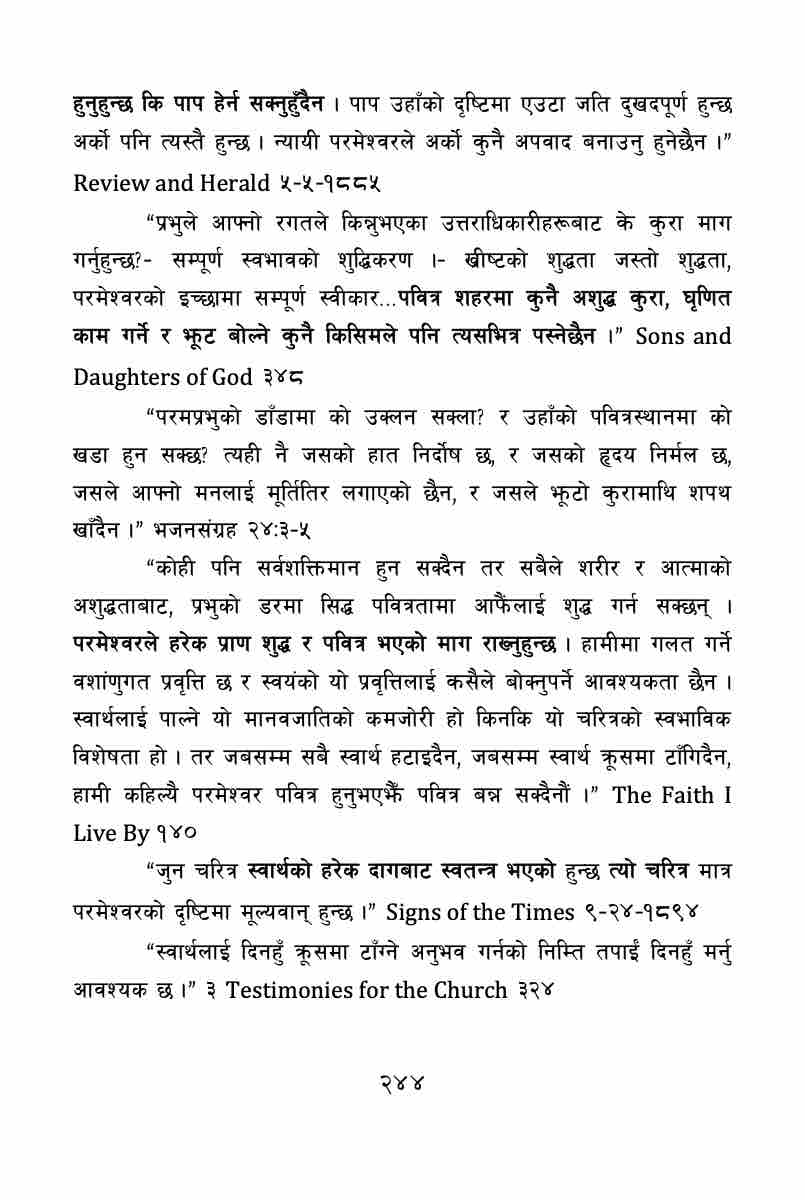 हुनुहुन्छ कि पाप हेर्न सक्नुहुँदैन । पाप उहाँको दृष्टिमा एउटा जति दुखदपूर्ण हुन्छ
अर्को पनि त्यस्तै हुन्छ । न्यायी परमेश्वरले अर्को कुनै अपवाद बनाउनु हुनेछैन ।”
Review and Herald ५-५-१८८५
“प्रभुले आफ्नो रगतले किन्नुभएका उत्तराधिकारीहरूबाट के कुरा माग
गर्नुहुन्छ?- सम्पूर्ण स्वभावको शुद्धिकरण ।- ख्रीष्टको शुद्धता जस्तो शुद्धता,
परमेश्वरको इच्छामा सम्पूर्ण स्वीकार...पवित्र शहरमा कुनै अशुद्ध कुरा, घृणित
काम गर्ने र झूट बोल्ने कुनै किसिमले पनि त्यसभित्र पस्नेछैन ।” Sons and
Daughters of God ३४८
“परमप्रभुको डाँडामा को उक्लन सक्ला? र उहाँको पवित्रस्थानमा को
खडा हुन सक्छ? त्यही नै जसको हात निर्दोष छ, र जसको हृदय निर्मल छ,
जसले आफ्नो मनलाई मूर्तितिर लगाएको छैन, र जसले झूटो कुरामाथि शपथ
खाँदैन ।” भजनसंग्रह २४:३-५
“कोही पनि सर्वशक्तिमान हुन सक्दैन तर सबैले शरीर र आत्माको
अशुद्धताबाट, प्रभुको डरमा सिद्ध पवित्रतामा आफैंलाई शुद्ध गर्न सक्छन् ।
परमेश्वरले हरेक प्राण शुद्ध र पवित्र भएको माग राख्नुहुन्छ । हामीमा गलत गर्ने
वशांणुगत प्रवृत्ति छ र स्वयंको यो प्रवृत्तिलाई कसैले बोक्नुपर्ने आवश्यकता छैन ।
स्वार्थलाई पाल्ने यो मानवजातिको कमजोरी हो किनकि यो चरित्रको स्वभाविक
विशेषता हो । तर जबसम्म सबै स्वार्थ हटाइदैन, जबसम्म स्वार्थ क्रूसमा टाँगिदैन,
हामी कहिल्यै परमेश्वर पवित्र हुनुभएझैँ पवित्र बन्न सक्दैनौं ।” The Faith I
Live By १४०
“जुन चरित्र स्वार्थको हरेक दागबाट स्वतन्त्र भएको हुन्छ त्यो चरित्र मात्र
परमेश्वरको दृष्टिमा मूल्यवान् हुन्छ ।” Signs of the Times ९-२४-१८९४
“स्वार्थलाई दिनहुँ क्रूसमा टाँग्ने अनुभव गर्नको निम्ति तपाईं दिनहुँ मर्नु
आवश्यक छ ।” ३ Testimonies for the Church ३२४
२४४